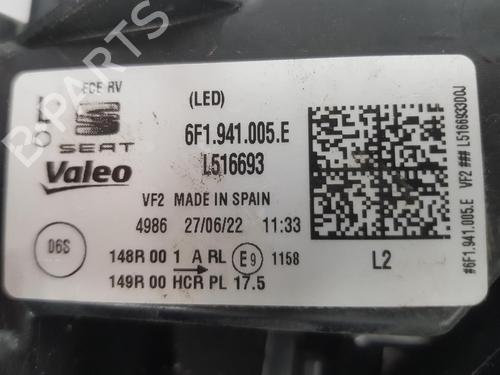 ECE RV
(LED)
LO
SEAT
6F1.941.005.E
Valeo
L516693
VF2 MADE IN SPAIN
4986 27/06/22 11:33
06S
148R 00 1 A RL E9 1158
149R 00 HCR PL 17.5
L2
#6F1.941.005.E VF2 ### L516693300J
B-PARTS